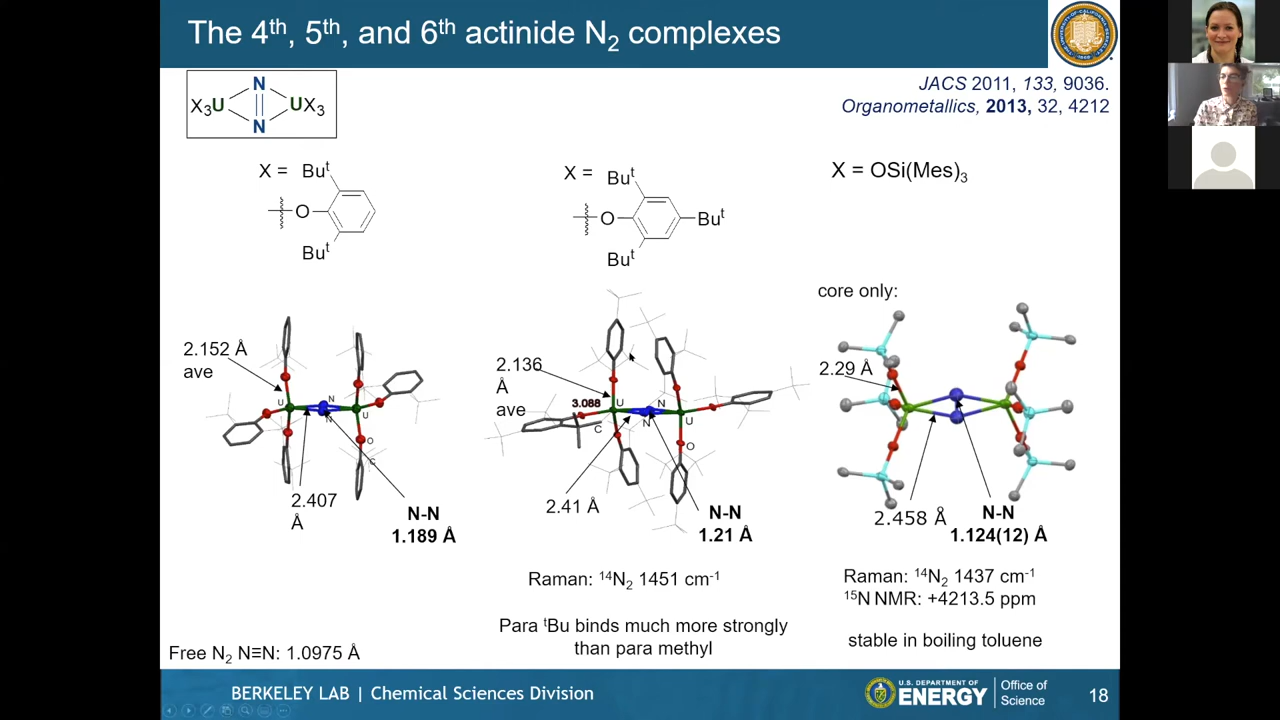 The 4th, 5th, and 6th actinide N2 complexes
JACS 2011, 133, 9036.
Organometallics, 2013, 32, 4212
N
X3U UX3
N
X = But
O
But
X = But
O But
But
X = OSi(Mes)3
core only:
2.152 Å
ave
U N
N U
O
C
2.407
Å
N-N
1.189 Å
2.136
Å
ave
3.088
U N
C N U
O
2.41 Å
N-N
1.21 Å
2.29 Å
2.458 Å
N-N
1.124(12) Å
Raman: 14N2 1451 cm-1
Para tBu binds much more strongly
than para methyl
Raman: 14N2 1437 cm-1
15N NMR: +4213.5 ppm
stable in boiling toluene
Free N2 N≡N: 1.0975 Å
BERKELEY LAB | Chemical Sciences Division
U.S. DEPARTMENT OF
ENERGY
Office of
Science
18